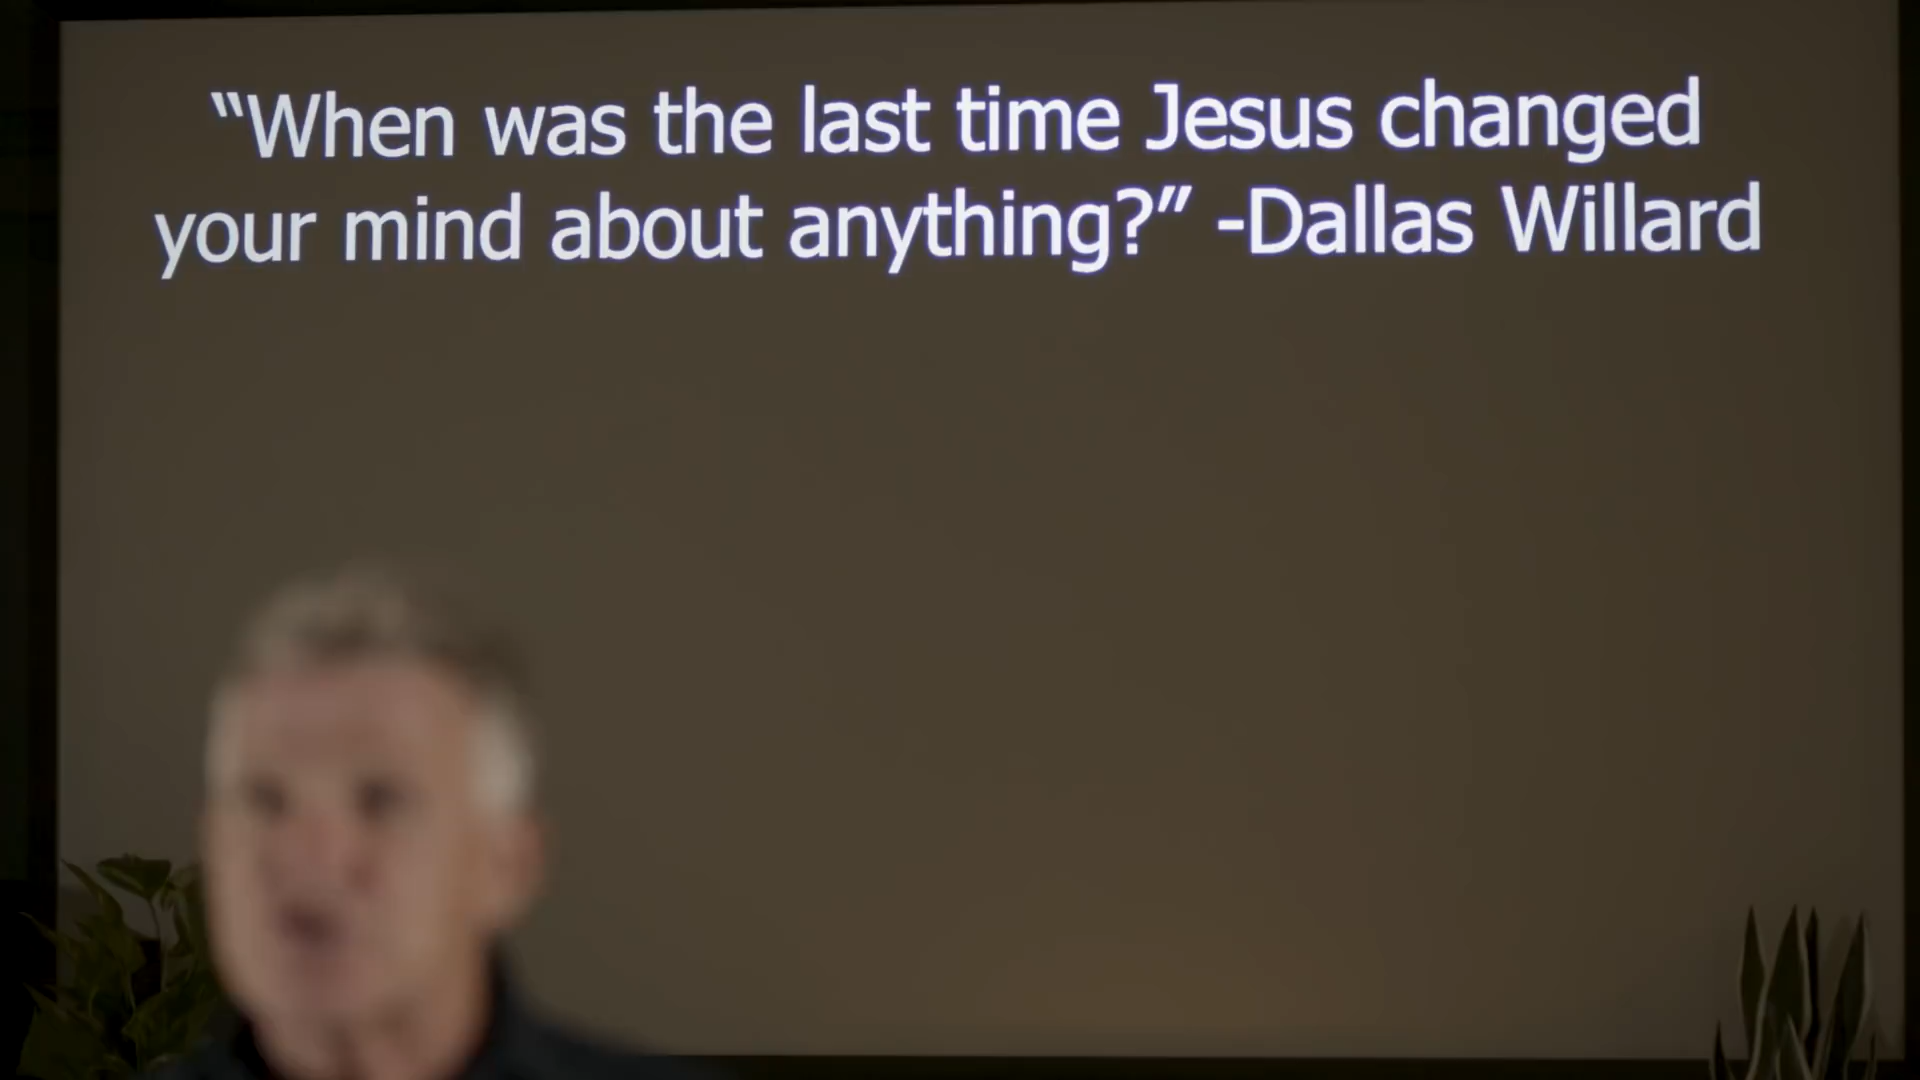 “When was the last time Jesus changed
your mind about anything?” -Dallas Willard